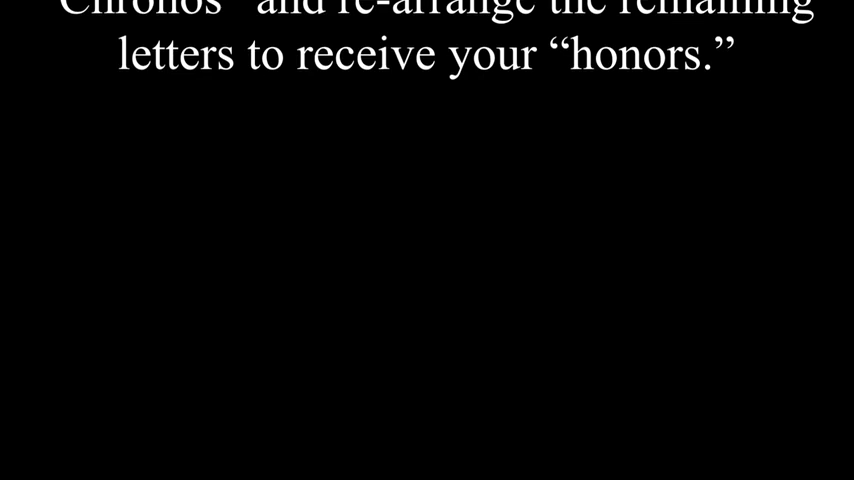 Chronos” and re-arrange the remaining
letters to receive your “honors.”